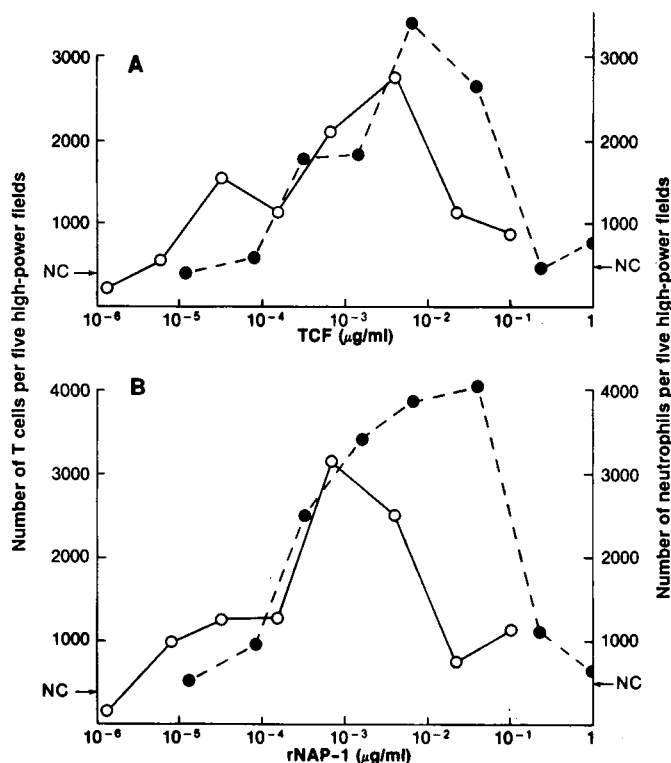 A
3000
2000
1000
NC
3000
2000
1000
NC
10⁻⁶ 10⁻⁵ 10⁻⁴ 10⁻³ 10⁻² 10⁻¹ 1
TCF (μg/ml)
Number of T cells per five high-power fields
Number of neutrophils per five high-power fields
B
4000
3000
2000
1000
NC
4000
3000
2000
1000
NC
10⁻⁶ 10⁻⁵ 10⁻⁴ 10⁻³ 10⁻² 10⁻¹ 1
rNAP-1 (μg/ml)